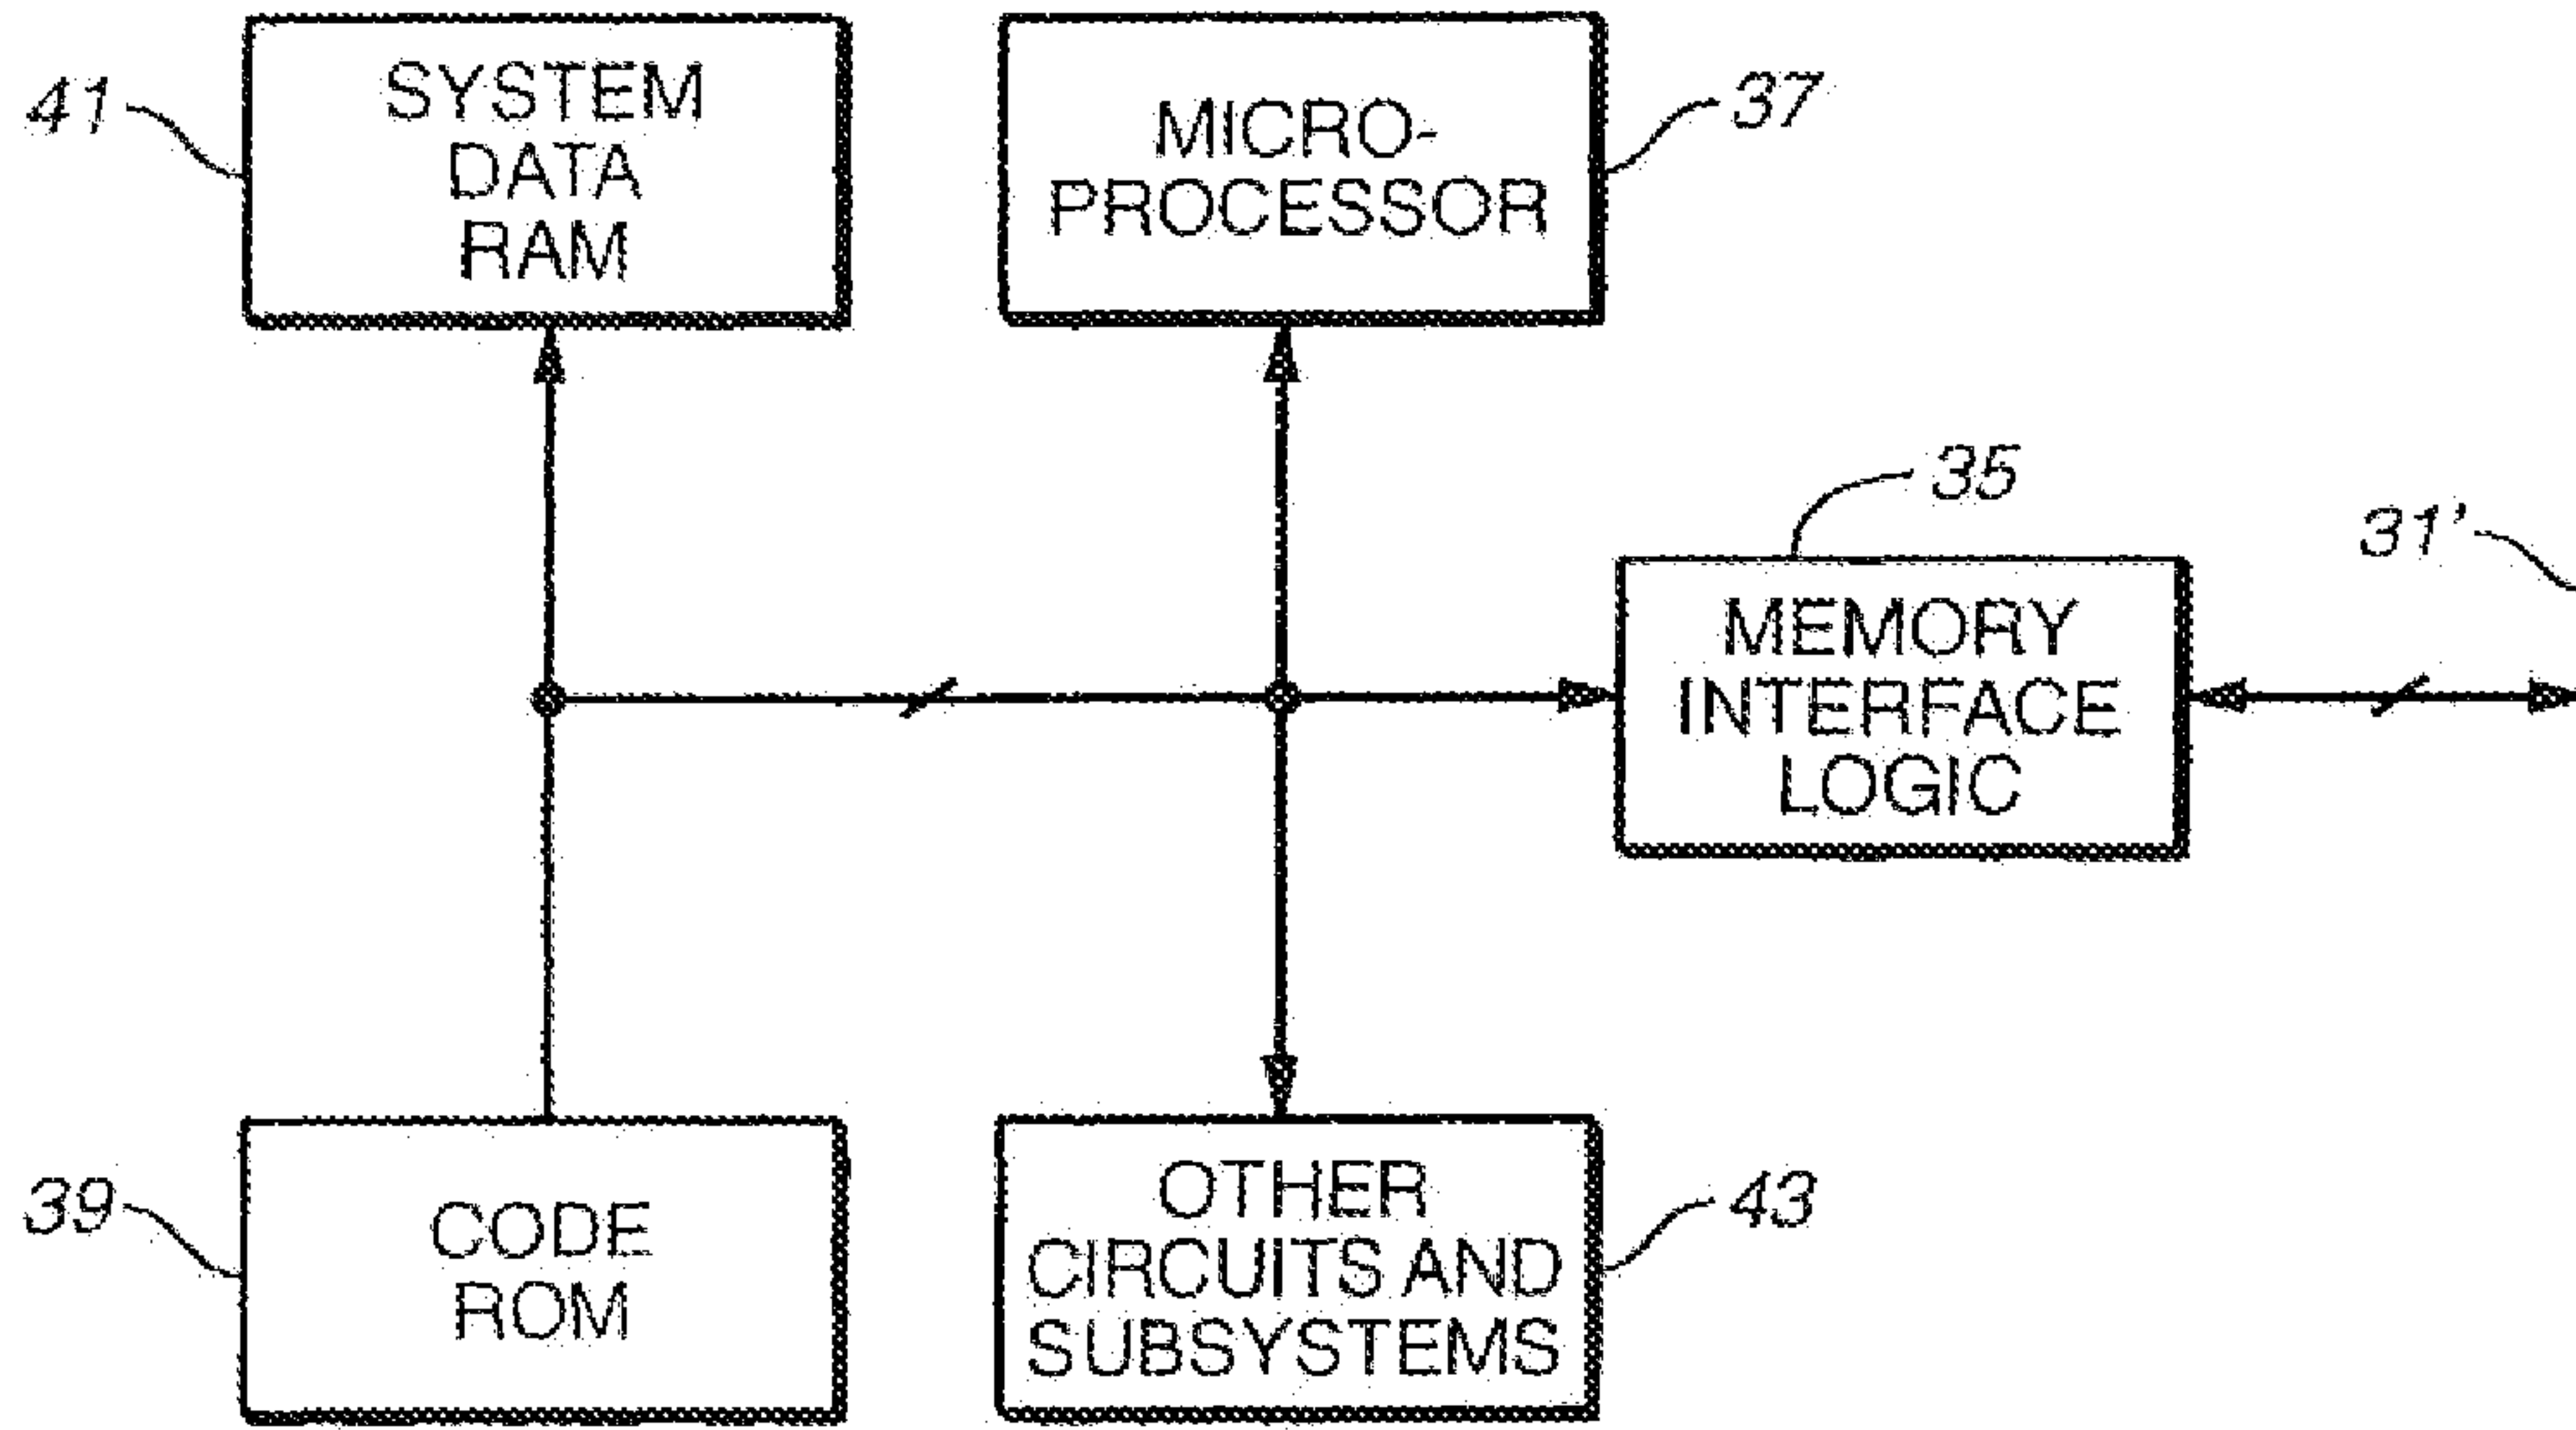 41
SYSTEM
DATA
RAM
MICRO-
PROCESSOR
37
35
31'
MEMORY
INTERFACE
LOGIC
39
CODE
ROM
OTHER
CIRCUITS AND
SUBSYSTEMS
43